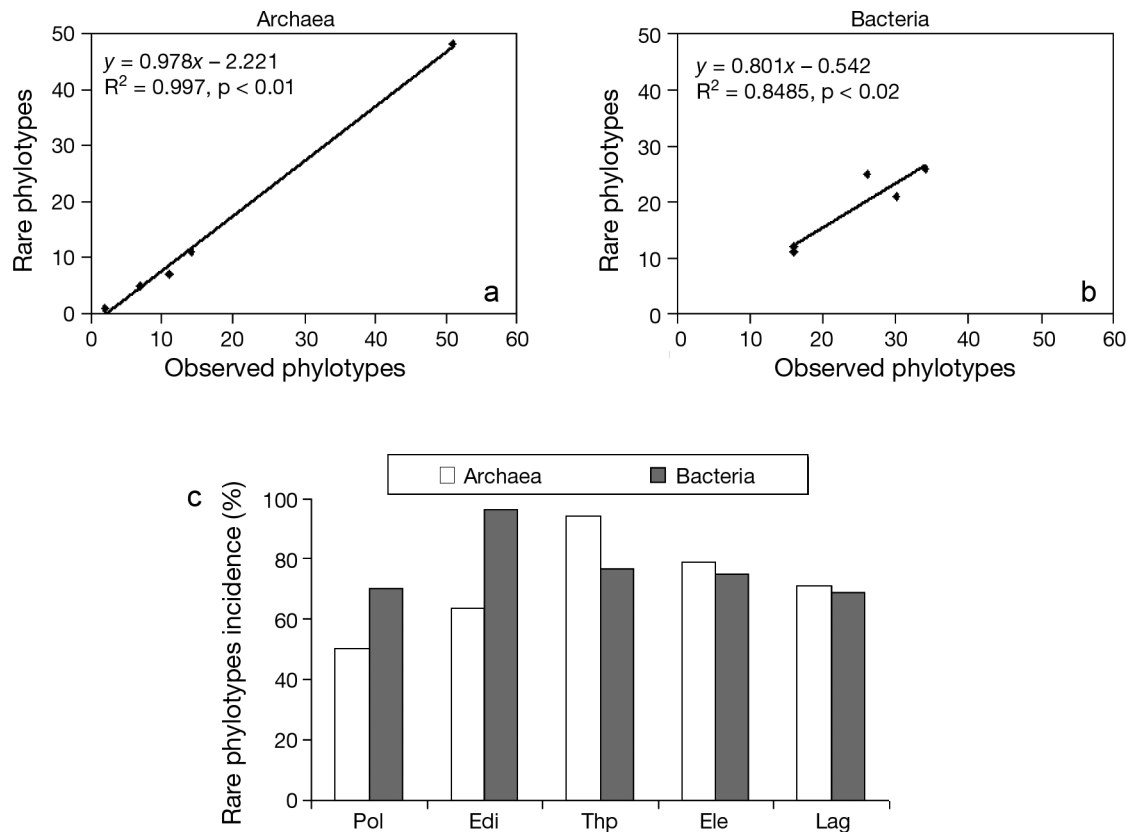 Archaea
50
40
30
20
10
0
y = 0.978x – 2.221
R² = 0.997, p < 0.01
Rare phylotypes
a
0 10 20 30 40 50 60
Observed phylotypes
Bacteria
50
40
30
20
10
0
y = 0.801x – 0.542
R² = 0.8485, p < 0.02
Rare phylotypes
b
0 10 20 30 40 50 60
Observed phylotypes
c
Archaea Bacteria
Rare phylotypes incidence (%)
100
80
60
40
20
0
Pol Edi Thp Ele Lag